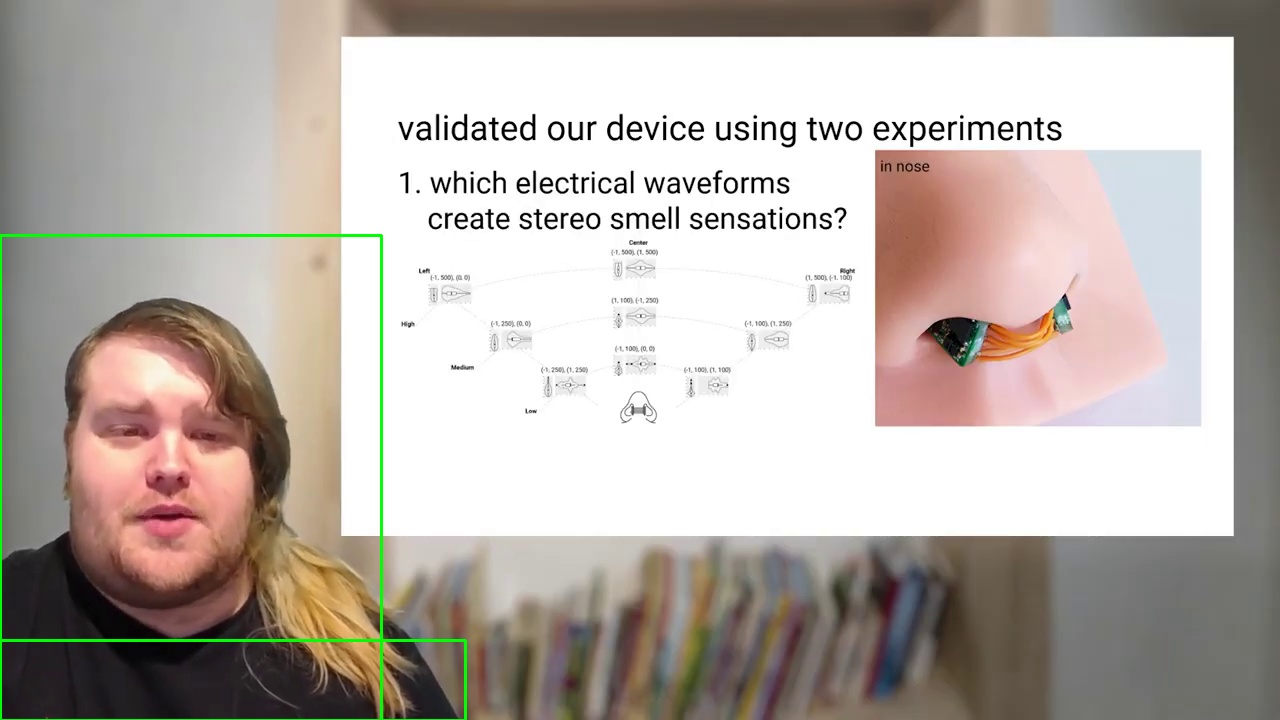 validated our device using two experiments
in nose
1. which electrical waveforms
create stereo smell sensations?
Center
(-1, 500), (1, 500)
Left
(-1, 500), (0, 0)
Right
(1, 500), (-1, 100)
(1, 100), (-1, 250)
High
(-1, 250), (0, 0)
(-1, 100), (1, 250)
(-1, 100), (0, 0)
Medium
(-1, 250), (1, 250)
(-1, 100), (1, 100)
Low